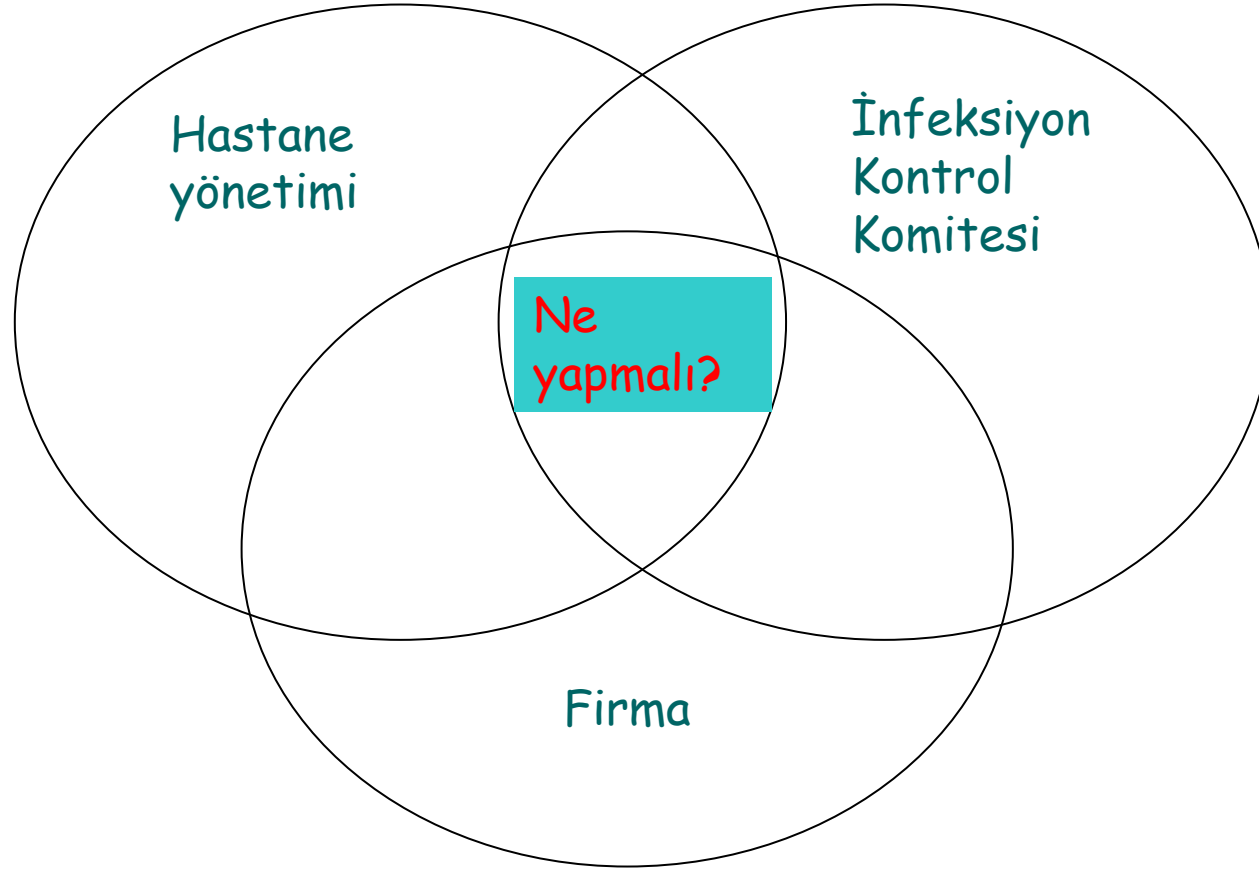 Hastane
yönetimi
İnfeksiyon
Kontrol
Komitesi
Ne
yapmalı?
Firma